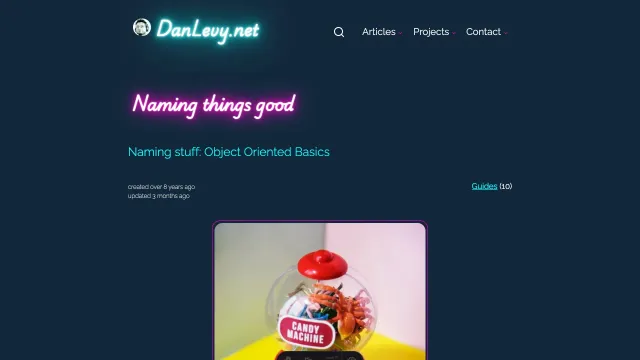 DanLevy.net
Articles
Projects
Contact
Naming things good
Naming stuff: Object Oriented Basics
created over 8 years ago
updated 3 months ago
Guides (10)
CANDY
MACHINE